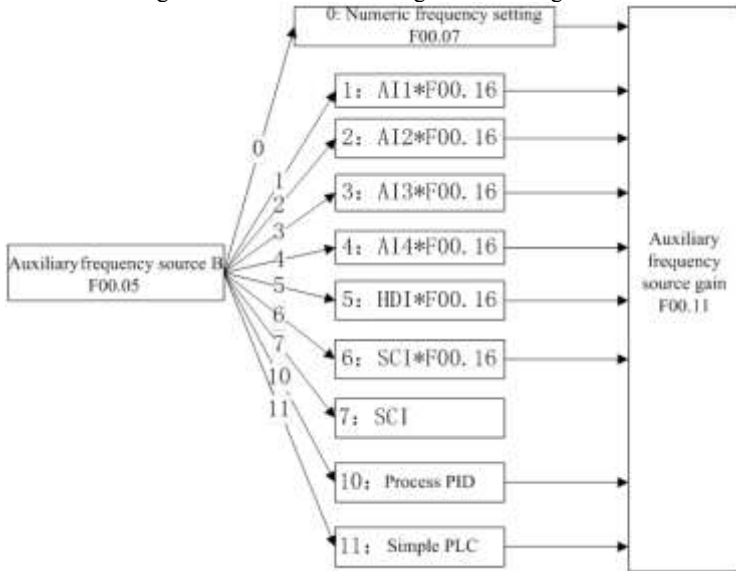 0: Numeric frequency setting
F00.07
1: AI1*F00.16
2: AI2*F00.16
3: AI3*F00.16
4: AI4*F00.16
5: HDI*F00.16
6: SCI*F00.16
7: SCI
10: Process PID
11: Simple PLC
0
1
2
3
4
5
6
7
10
11
Auxiliary frequency source B
F00.05
Auxiliary
frequency
source gain
F00.11